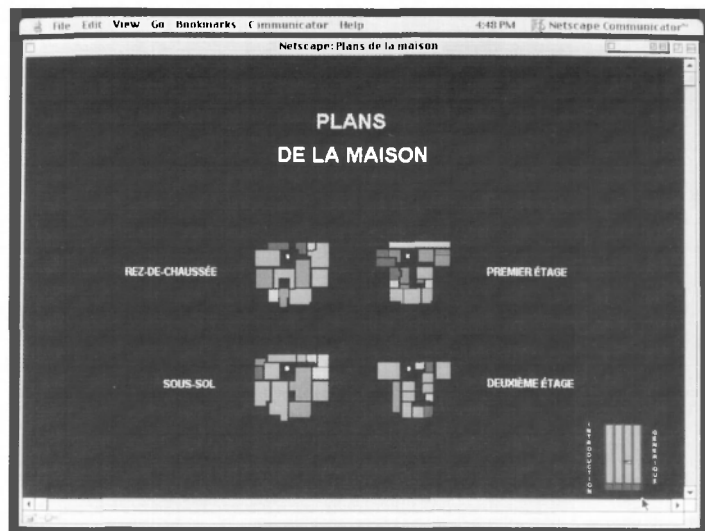 File Edit View Go Bookmarks Communicator Help 4:48 PM Netscape Communicator™
Netscape: Plans de la maison
PLANS
DE LA MAISON
REZ-DE-CHAUSSÉE
PREMIER ÉTAGE
SOUS-SOL
DEUXIÈME ÉTAGE
INTRODUCTION
GÉNÉRIQUE